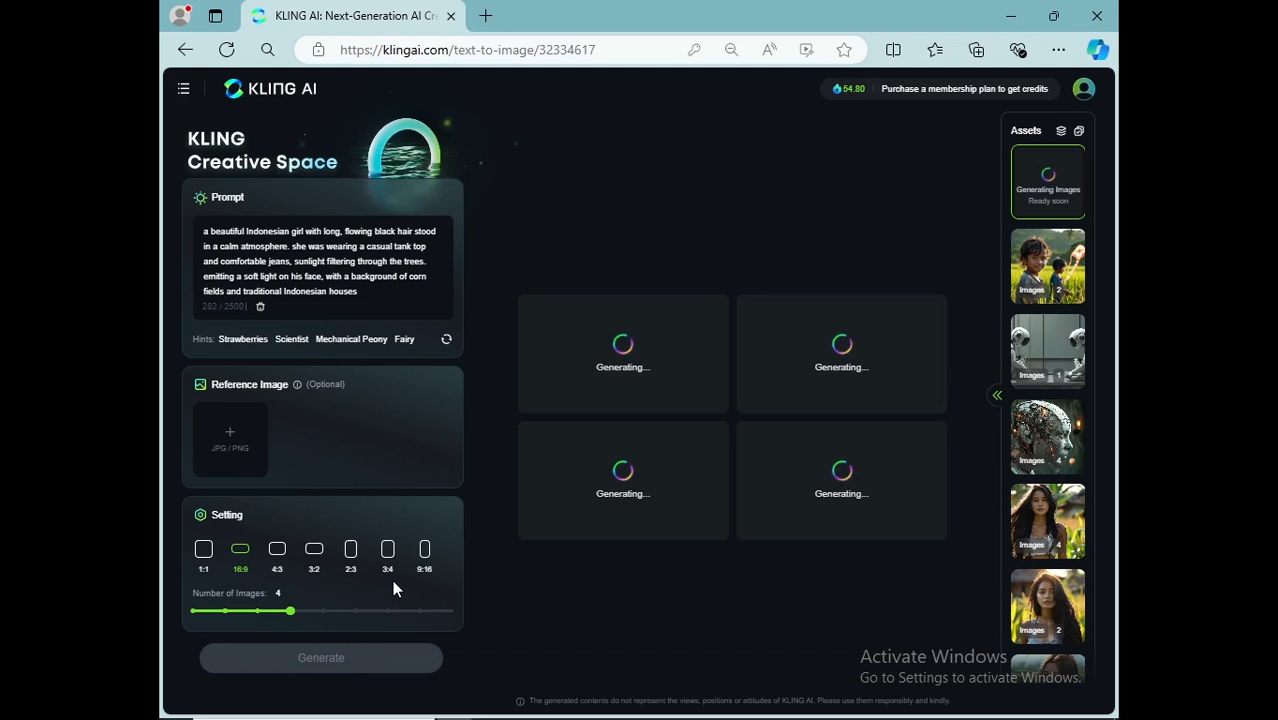 KLING AI: Next-Generation AI Cr
https://klingai.com/text-to-image/32334617
KLING AI
54.80
Purchase a membership plan to get credits
KLING
Creative Space
Prompt
a beautiful Indonesian girl with long, flowing black hair stood
in a calm atmosphere. she was wearing a casual tank top
and comfortable jeans, sunlight filtering through the trees.
emitting a soft light on his face, with a background of corn
fields and traditional Indonesian houses
282 / 2500
Hints: Strawberries Scientist Mechanical Peony Fairy
Reference Image (Optional)
+
JPG / PNG
Setting
1:1 16:9 4:3 3:2 2:3 3:4 9:16
Number of Images: 4
Generate
Generating...
Generating...
Generating...
Generating...
Assets
Generating Images
Ready soon
Images 2
Images 1
Images 4
Images 4
Images 2
Activate Windows
Go to Settings to activate Windows.
The generated contents do not represent the views, positions or attitudes of KLING AI. Please use them responsibly and kindly.